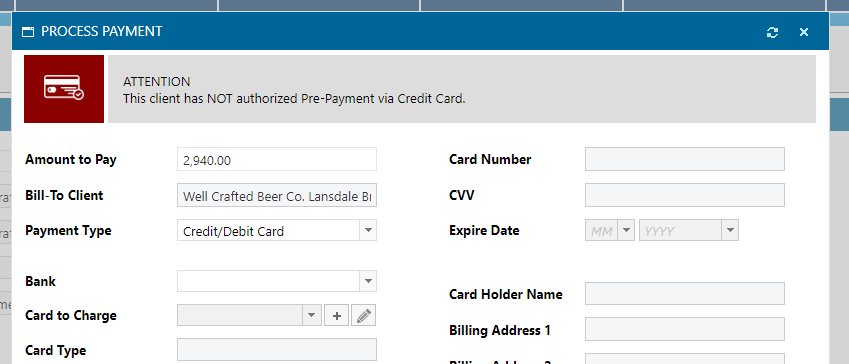 PROCESS PAYMENT
ATTENTION
This client has NOT authorized Pre-Payment via Credit Card.
Amount to Pay 2,940.00 Card Number
Bill-To Client Well Crafted Beer Co. Lansdale CVV
Payment Type Credit/Debit Card Expire Date MM YYYY
Bank
Card Holder Name
Card to Charge
Billing Address 1
Card Type